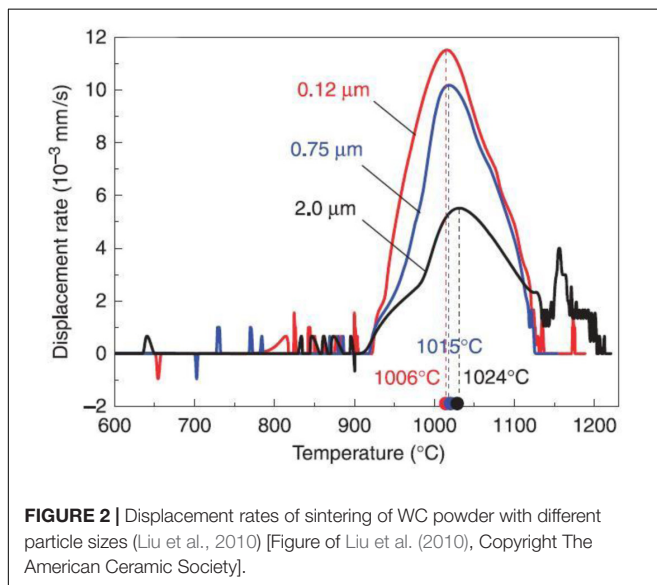 12
10
8
6
4
2
0
−2
Displacement rate (10⁻³ mm/s)
0.12 µm
0.75 µm
2.0 µm
1015°C
1006°C
1024°C
600 700 800 900 1000 1100 1200
Temperature (°C)
FIGURE 2 | Displacement rates of sintering of WC powder with different
particle sizes (Liu et al., 2010) [Figure of Liu et al. (2010), Copyright The
American Ceramic Society].